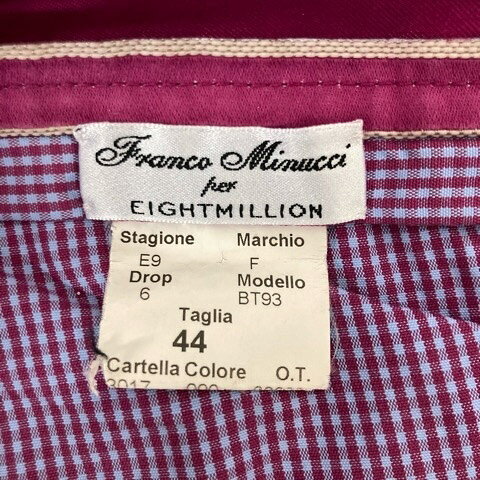 Franco Minucci
per
EIGHTMILLION
Stagione Marchio
E9 F
Drop Modello
6 BT93
Taglia
44
Cartella Colore O.T.